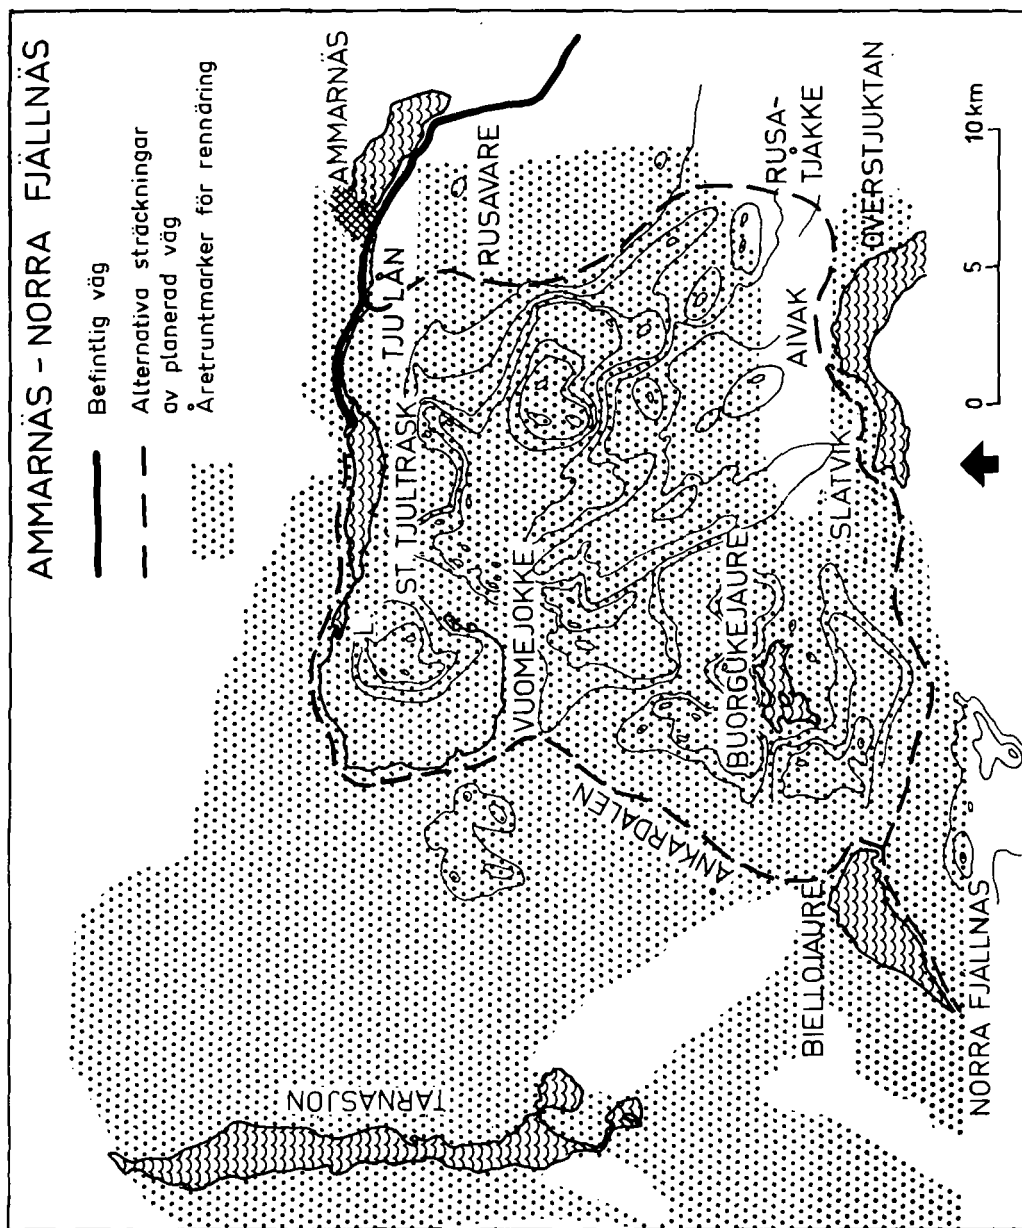 AMMARNÄS - NORRA FJÄLLNÄS
Befintlig väg
Alternativa sträckningar
av planerad väg
Åretruntmarker för rennäring
AMMARNÄS
TJULÅN
RUSAVARE
ST TJULTRÄSK
L.
VUOMEJOKKE
RUSA-
TJÅKKE
AIVAK
ÖVERSTJUKTAN
SLÄTVIK
BUORGUKEJAURE
ANKARDALEN
BIELLOJAURE
NORRA FJÄLLNÄS
TÄRNASJÖN
0 5 10 km